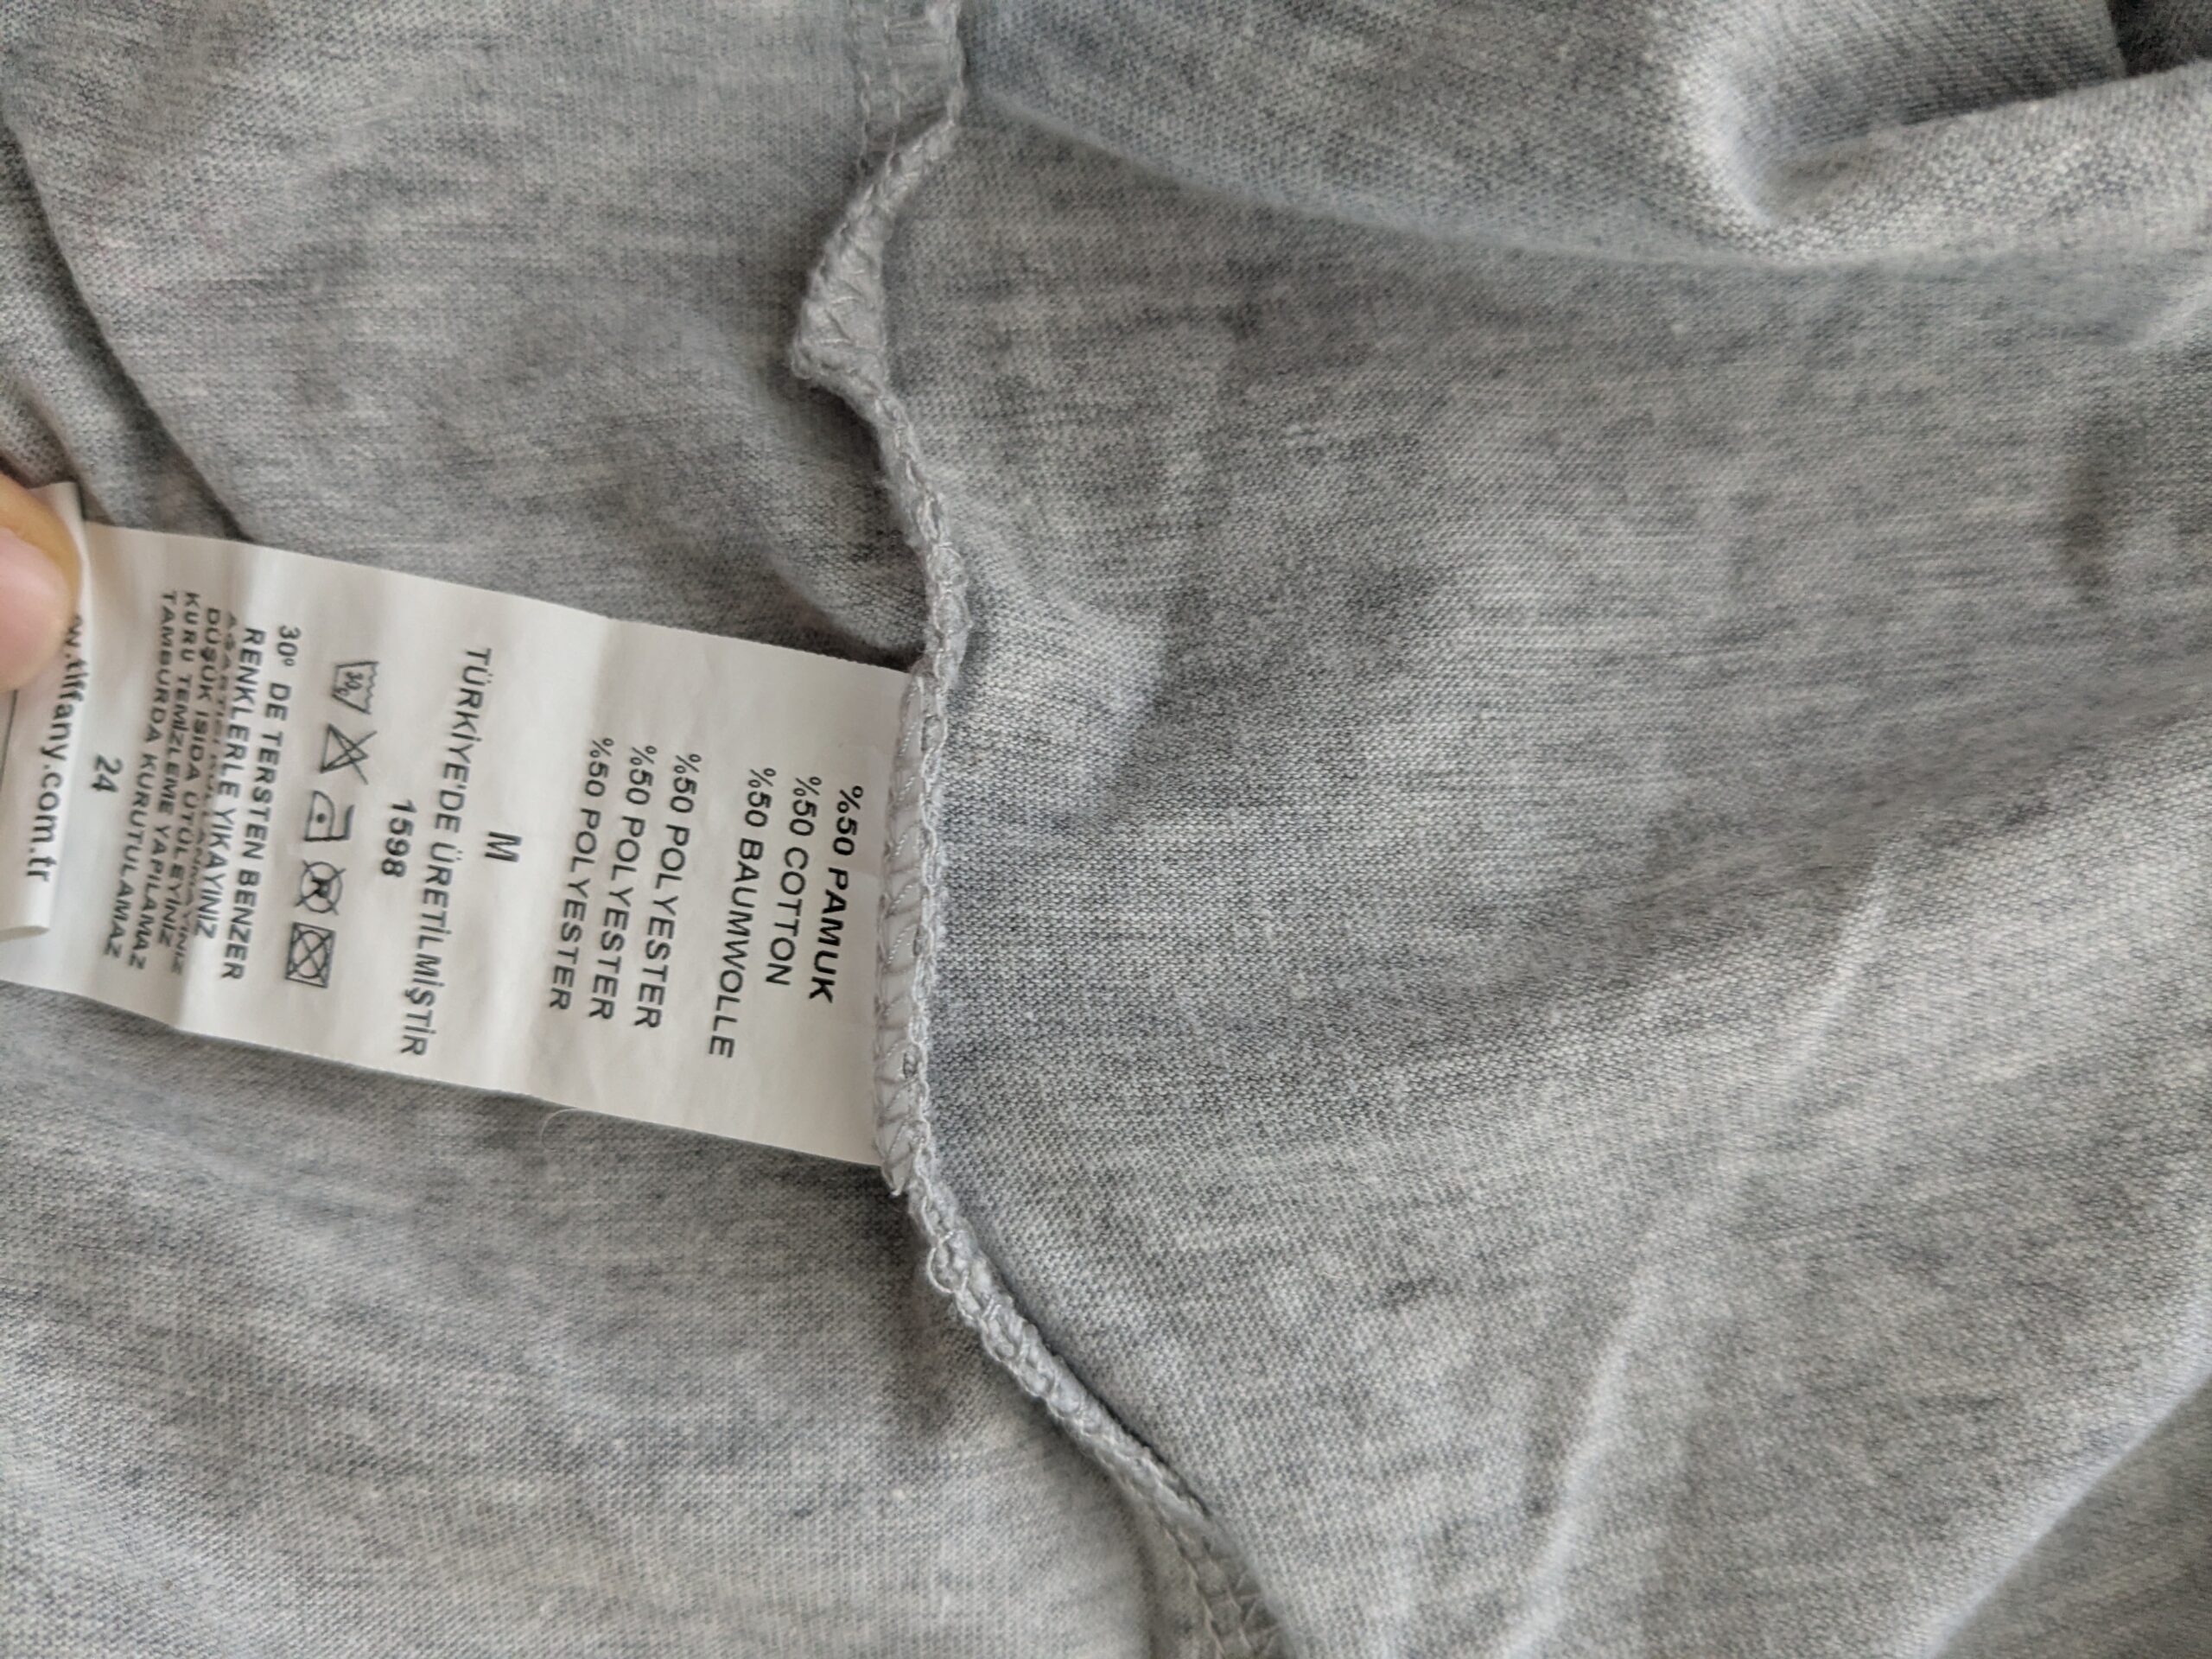 %50 PAMUK
%50 COTTON
%50 BAUMWOLLE
%50 POLYESTER
%50 POLYESTER
%50 POLYESTER
M
TÜRKİYE'DE ÜRETİLMİŞTİR
1598
30
R
30º DE TERSTEN BENZER
RENKLERLE YIKAYINIZ
DÜŞÜK ISIDA ÜTÜLEYİNİZ
KURU TEMİZLEME YAPILAMAZ
TAMBURDA KURUTULAMAZ
24
.tiffany.com.tr